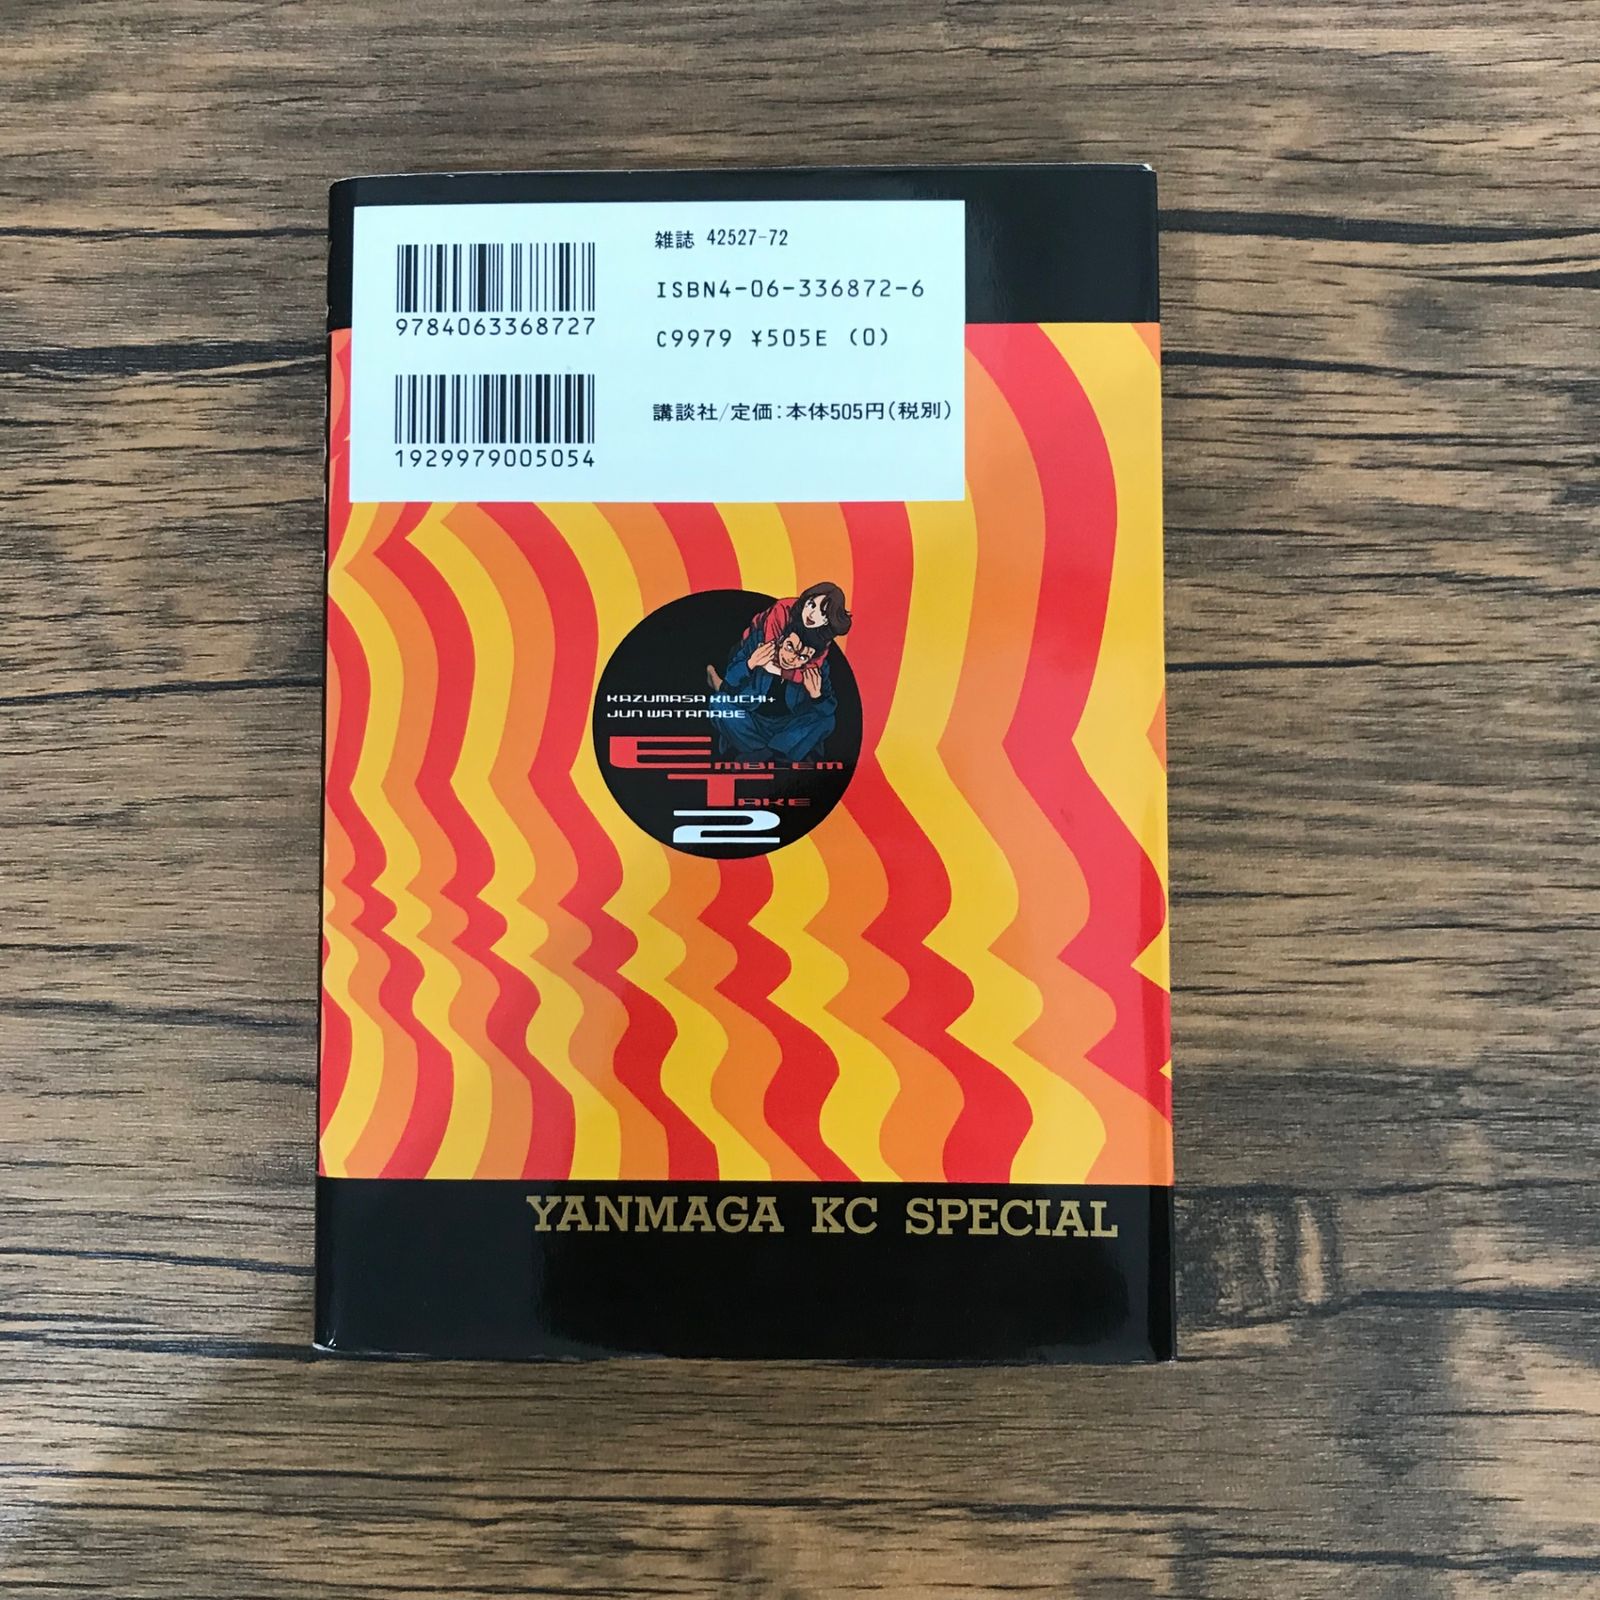 雑誌 42527-72
9784063368727
ISBN4-06-336872-6
C9979 ¥505E (0)
1929979005054
講談社/定価:本体505円(税別)
KAZUMASA KIUCHI+
JUN WATANABE
EMBLEM
TAKE
2
YANMAGA KC SPECIAL